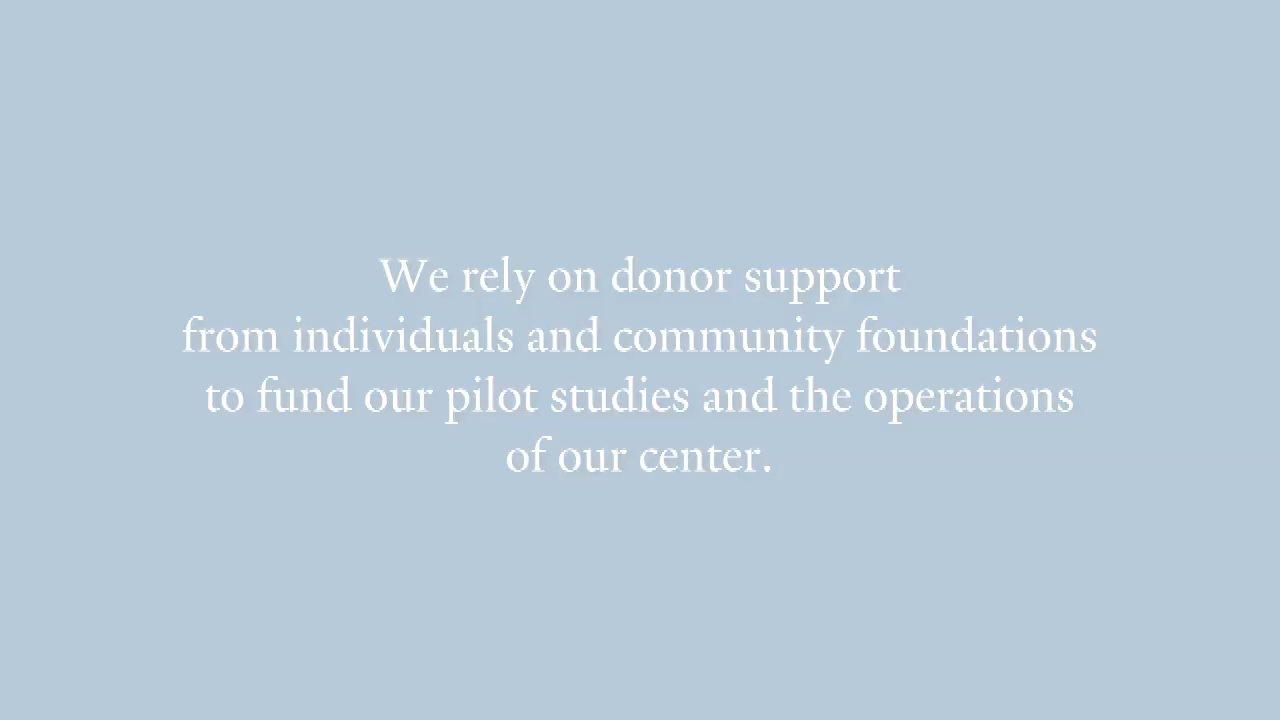 We rely on donor support
from individuals and community foundations
to fund our pilot studies and the operations
of our center.